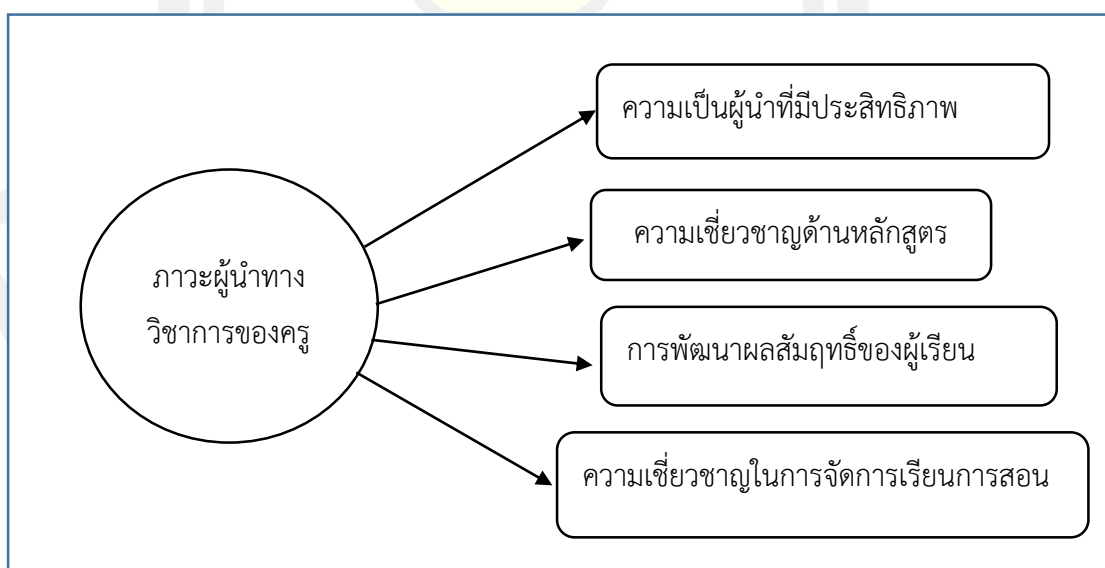 ภาวะผู้นำทาง
วิชาการของครู
ความเป็นผู้นำที่มีประสิทธิภาพ
ความเชี่ยวชาญด้านหลักสูตร
การพัฒนาผลสัมฤทธิ์ของผู้เรียน
ความเชี่ยวชาญในการจัดการเรียนการสอน